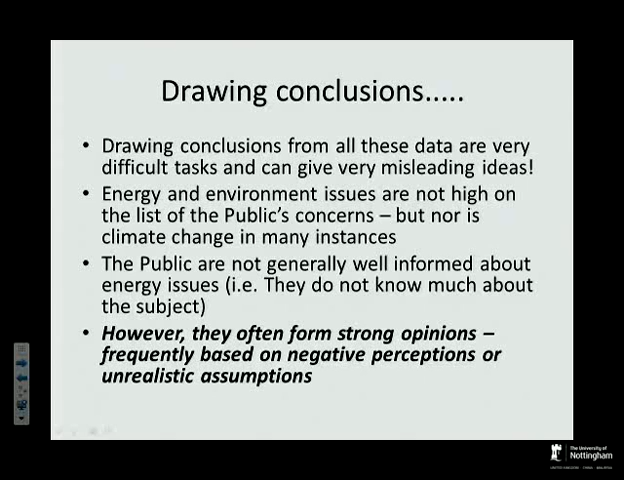 Drawing conclusions.....
• Drawing conclusions from all these data are very
difficult tasks and can give very misleading ideas!
• Energy and environment issues are not high on
the list of the Public's concerns – but nor is
climate change in many instances
• The Public are not generally well informed about
energy issues (i.e. They do not know much about
the subject)
• However, they often form strong opinions –
frequently based on negative perceptions or
unrealistic assumptions
The University of
Nottingham
UNITED KINGDOM · CHINA · MALAYSIA